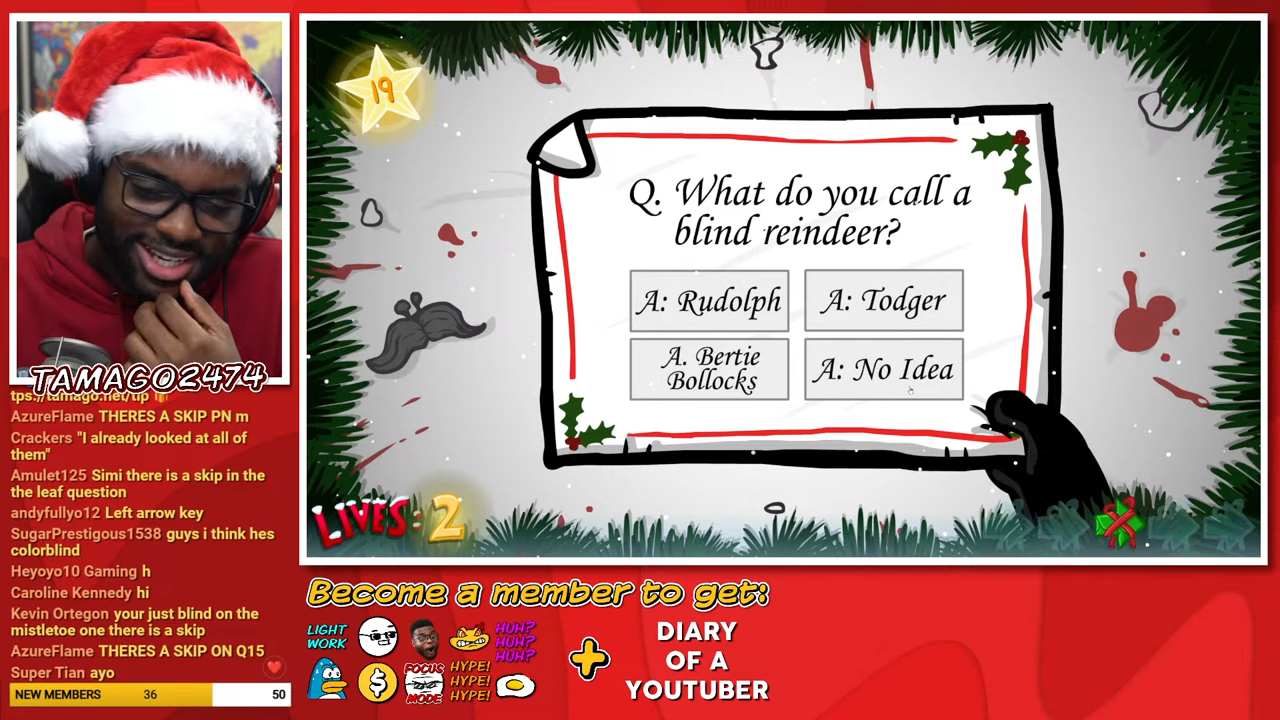 TAMAGO2474
tps://tamago.net/tip
AzureFlame THERES A SKIP PN m
Crackers "I already looked at all of
them"
Amulet125 Simi there is a skip in the
the leaf question
andyfullyo12 Left arrow key
SugarPrestigous1538 guys i think hes
colorblind
Heyoyo10 Gaming h
Caroline Kennedy hi
Kevin Ortegon your just blind on the
mistletoe one there is a skip
AzureFlame THERES A SKIP ON Q15
Super Tian ayo
NEW MEMBERS 36 50
19
Q. What do you call a
blind reindeer?
A: Rudolph
A: Todger
A. Bertie
Bollocks
A: No Idea
LIVES: 2
Become a member to get:
LIGHT
WORK
HUH?
HUH?
HUH?
$
FOCUS
MODE
HYPE!
HYPE!
HYPE!
+
DIARY
OF A
YOUTUBER